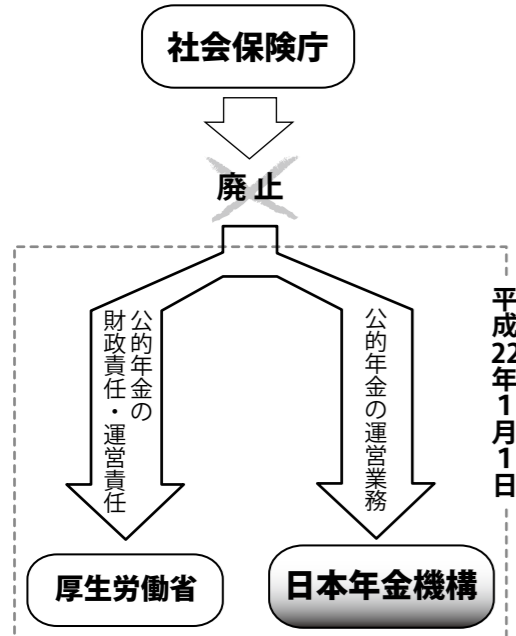 社会保険庁
廃止
平成22年1月1日
公的年金の
財政責任・運営責任
公的年金の運営業務
厚生労働省
日本年金機構